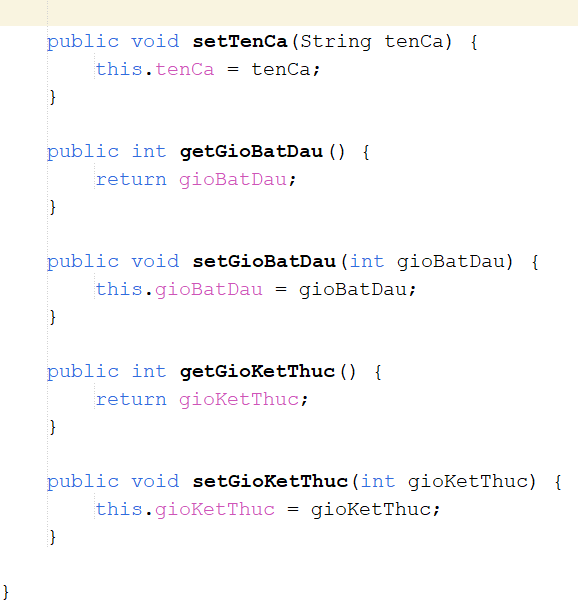 public void setTenCa(String tenCa) {
this.tenCa = tenCa;
}
public int getGioBatDau() {
return gioBatDau;
}
public void setGioBatDau(int gioBatDau) {
this.gioBatDau = gioBatDau;
}
public int getGioKetThuc() {
return gioKetThuc;
}
public void setGioKetThuc(int gioKetThuc) {
this.gioKetThuc = gioKetThuc;
}
}